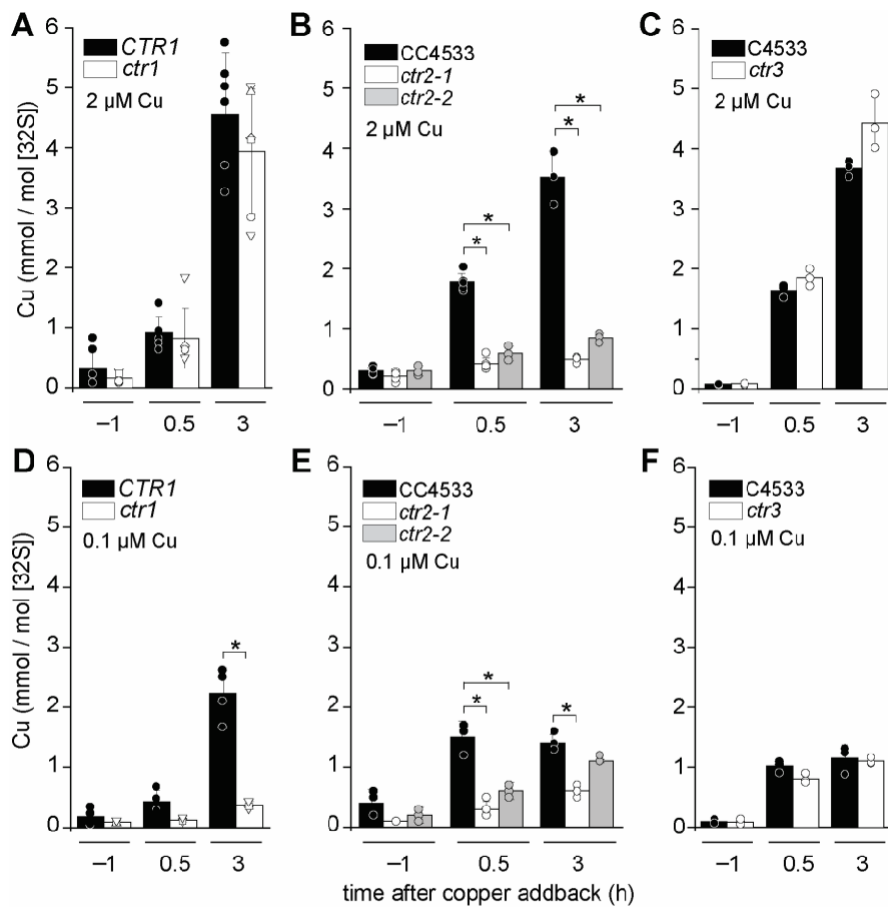 A
CTR1
ctr1
2 µM Cu
B
CC4533
ctr2-1
ctr2-2
2 µM Cu
C
C4533
ctr3
2 µM Cu
Cu (mmol / mol [32S])
6
5
4
3
2
1
0
–1 0.5 3
6
5
4
3
2
1
0
* * * *
–1 0.5 3
6
5
4
3
2
1
0
–1 0.5 3
D
CTR1
ctr1
0.1 µM Cu
E
CC4533
ctr2-1
ctr2-2
0.1 µM Cu
F
C4533
ctr3
0.1 µM Cu
Cu (mmol / mol [32S])
6
5
4
3
2
1
0
*
–1 0.5 3
6
5
4
3
2
1
0
* * *
–1 0.5 3
6
5
4
3
2
1
0
–1 0.5 3
time after copper addback (h)